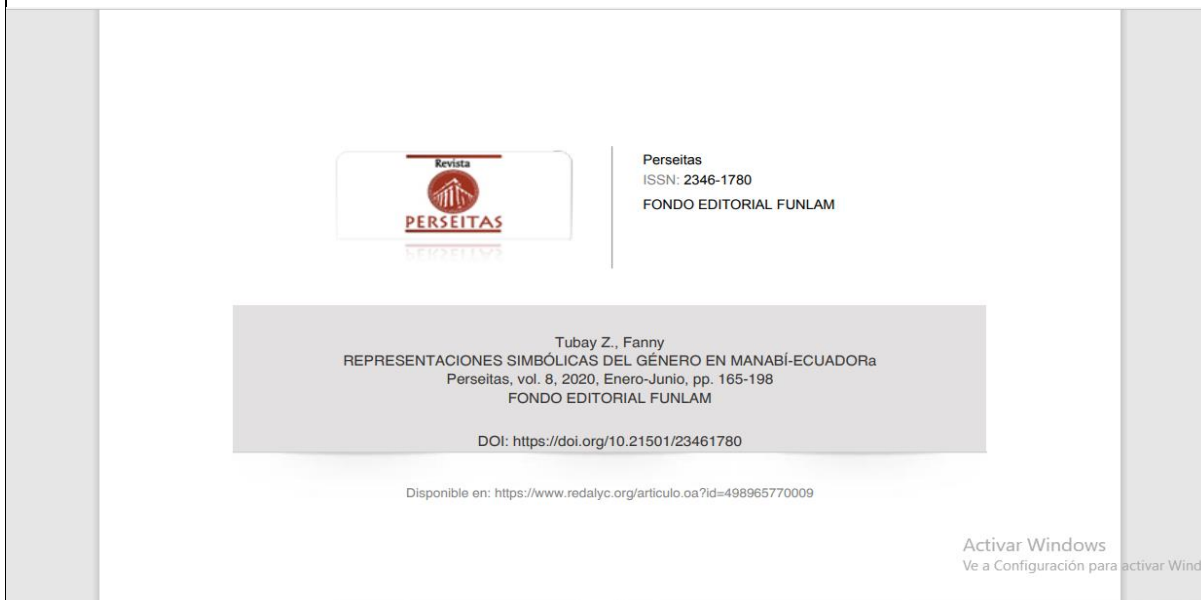 Revista
PERSEITAS
Perseitas
ISSN: 2346-1780
FONDO EDITORIAL FUNLAM
Tubay Z., Fanny
REPRESENTACIONES SIMBÓLICAS DEL GÉNERO EN MANABÍ-ECUADORa
Perseitas, vol. 8, 2020, Enero-Junio, pp. 165-198
FONDO EDITORIAL FUNLAM
DOI: https://doi.org/10.21501/23461780
Disponible en: https://www.redalyc.org/articulo.oa?id=498965770009
Activar Windows
Ve a Configuración para activar Wind